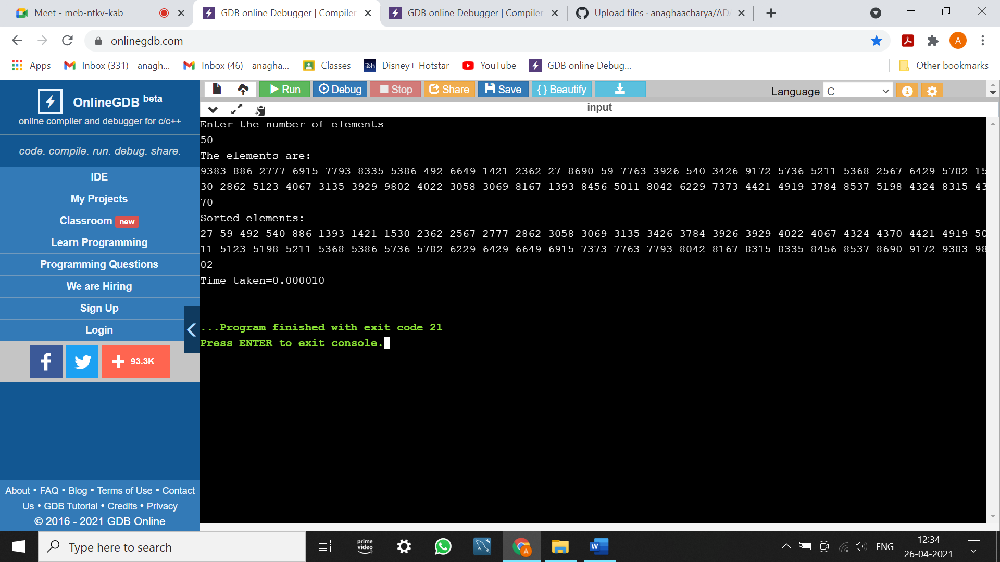 Meet - meb-ntkv-kab
GDB online Debugger | Compiler
GDB online Debugger | Compiler
Upload files · anaghaacharya/ADA
onlinegdb.com
A
Apps
Inbox (331) - anagh...
Inbox (46) - anagha...
Classes
Disney+ Hotstar
YouTube
GDB online Debug...
Other bookmarks
OnlineGDB beta
online compiler and debugger for c/c++
code. compile. run. debug. share.
IDE
My Projects
Classroom new
Learn Programming
Programming Questions
We are Hiring
Sign Up
Login
f
93.3K
About • FAQ • Blog • Terms of Use • Contact
Us • GDB Tutorial • Credits • Privacy
© 2016 - 2021 GDB Online
Run
Debug
Stop
Share
Save
{ } Beautify
Language C
input
Enter the number of elements
50
The elements are:
9383 886 2777 6915 7793 8335 5386 492 6649 1421 2362 27 8690 59 7763 3926 540 3426 9172 5736 5211 5368 2567 6429 5782 15
30 2862 5123 4067 3135 3929 9802 4022 3058 3069 8167 1393 8456 5011 8042 6229 7373 4421 4919 3784 8537 5198 4324 8315 43
70
Sorted elements:
27 59 492 540 886 1393 1421 1530 2362 2567 2777 2862 3058 3069 3135 3426 3784 3926 3929 4022 4067 4324 4370 4421 4919 50
11 5123 5198 5211 5368 5386 5736 5782 6229 6429 6649 6915 7373 7763 7793 8042 8167 8315 8335 8456 8537 8690 9172 9383 98
02
Time taken=0.000010
...Program finished with exit code 21
Press ENTER to exit console.
Type here to search
prime
video
A
W
ENG
12:34
26-04-2021